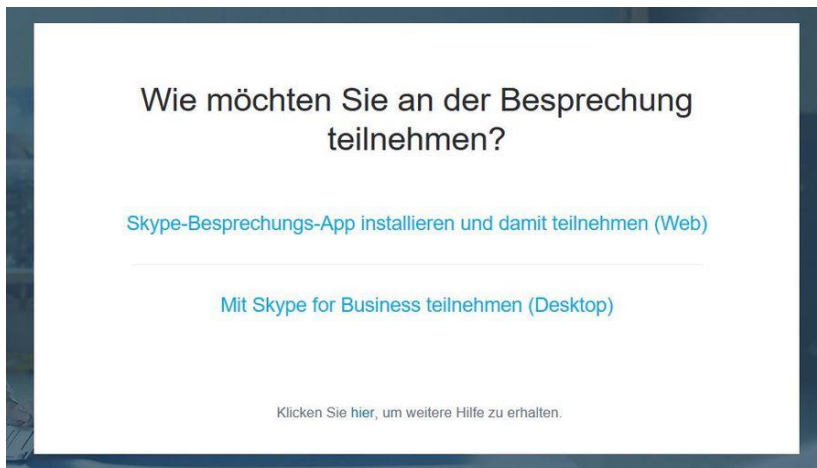 Wie möchten Sie an der Besprechung
teilnehmen?
Skype-Besprechungs-App installieren und damit teilnehmen (Web)
Mit Skype for Business teilnehmen (Desktop)
Klicken Sie hier, um weitere Hilfe zu erhalten.